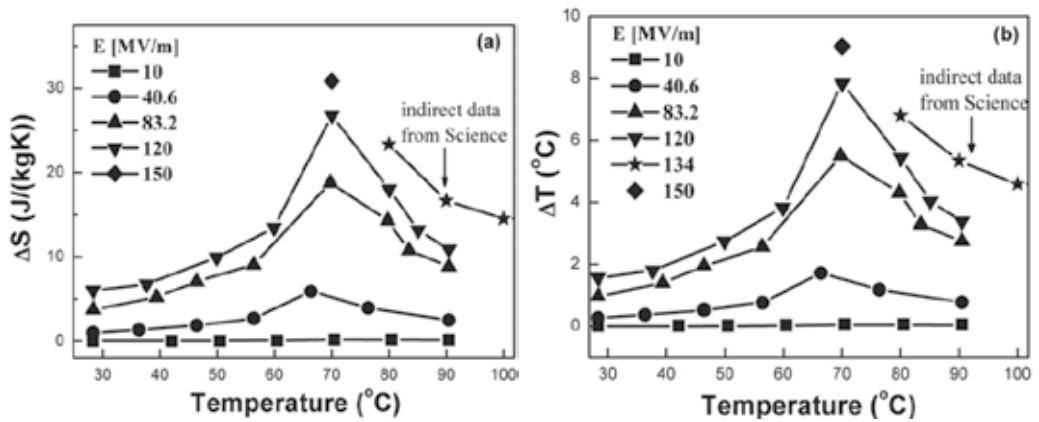 E [MV/m]
10
40.6
83.2
120
150
(a)
indirect data
from Science
ΔS (J/(kgK))
30
20
10
0
30 40 50 60 70 80 90 100
Temperature (°C)
E [MV/m]
10
40.6
83.2
120
134
150
(b)
indirect data
from Science
ΔT (°C)
10
8
6
4
2
0
30 40 50 60 70 80 90 100
Temperature (°C)